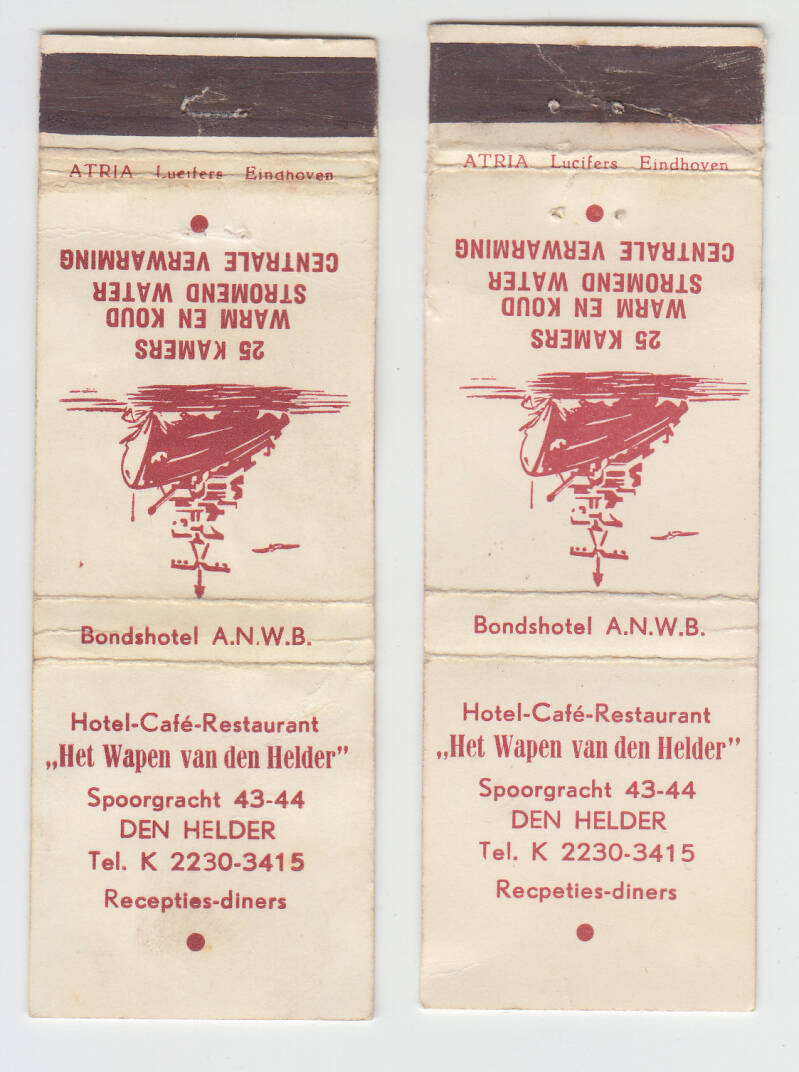 ATRIA Lucifers Eindhoven
25 KAMERS
WARM EN KOUD
STROMEND WATER
CENTRALE VERWARMING
Bondshotel A.N.W.B.
Hotel-Café-Restaurant
„Het Wapen van den Helder”
Spoorgracht 43-44
DEN HELDER
Tel. K 2230-3415
Recepties-diners
ATRIA Lucifers Eindhoven
25 KAMERS
WARM EN KOUD
STROMEND WATER
CENTRALE VERWARMING
Bondshotel A.N.W.B.
Hotel-Café-Restaurant
„Het Wapen van den Helder”
Spoorgracht 43-44
DEN HELDER
Tel. K 2230-3415
Recpeties-diners